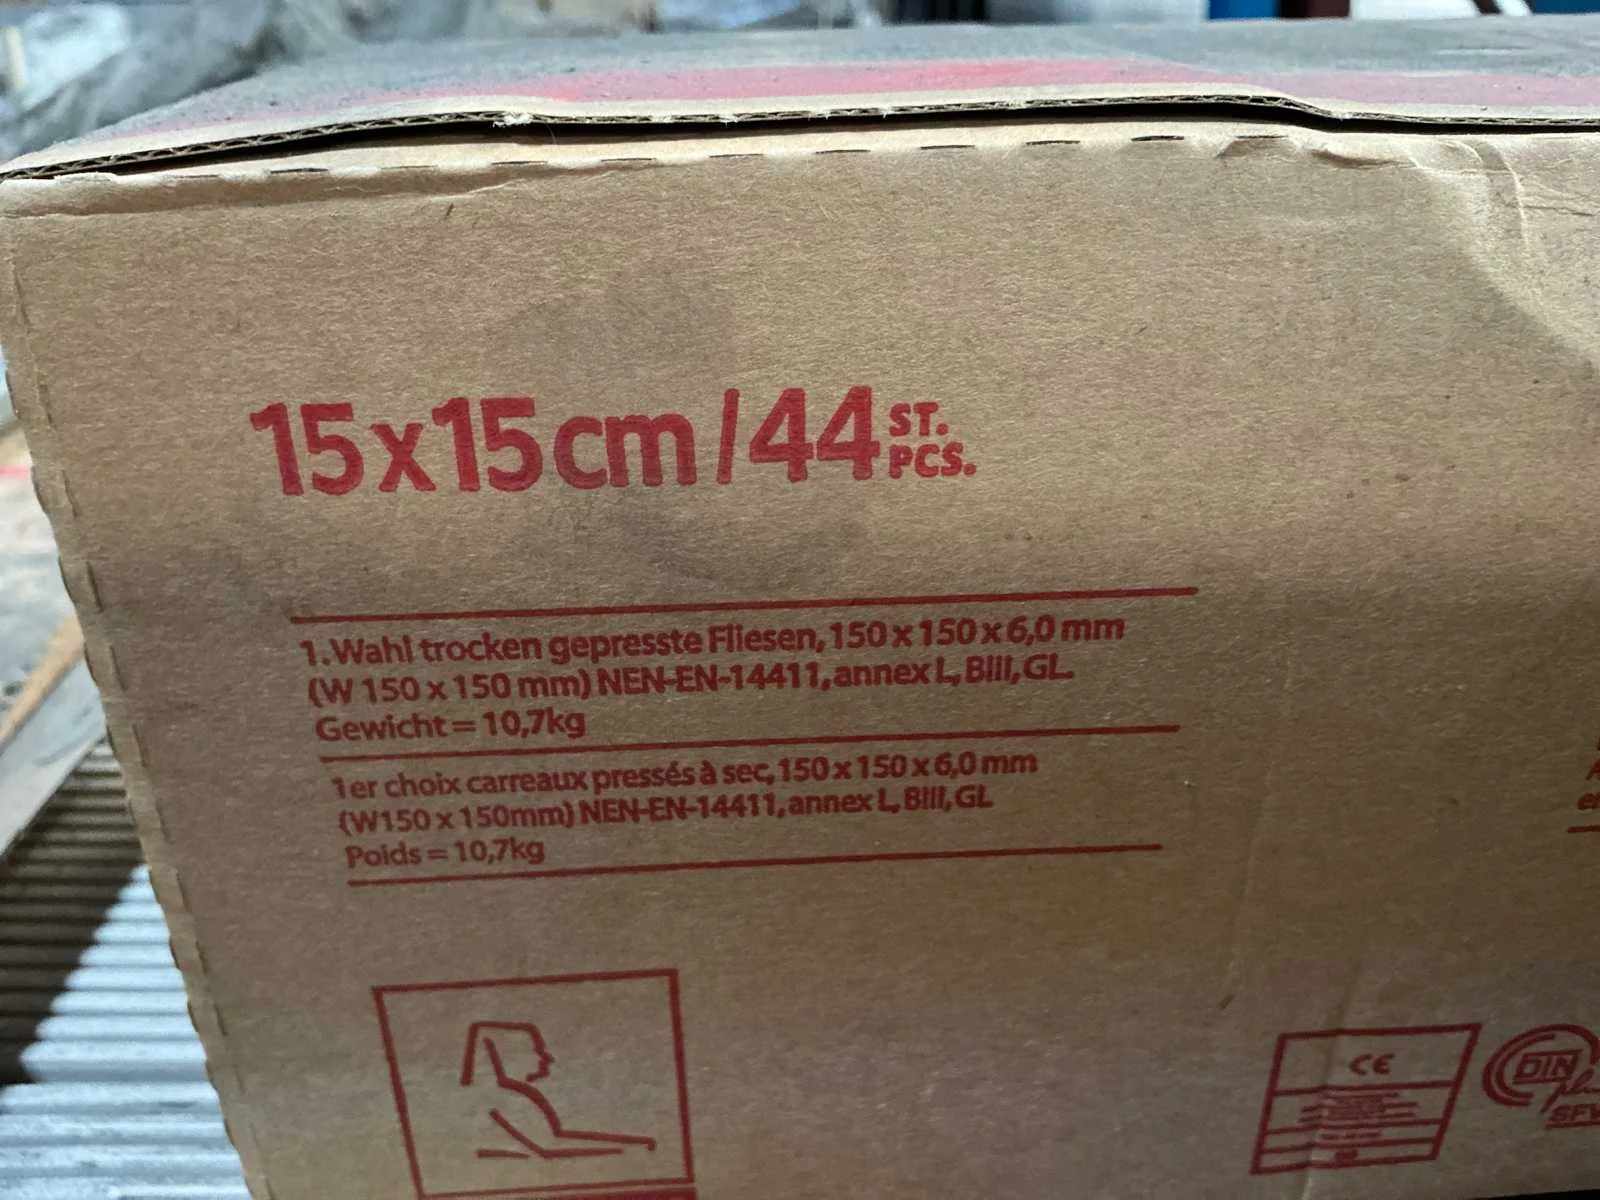 15x15cm/44 ST. PCS.
1.Wahl trocken gepresste Fliesen, 150 x 150 x 6,0 mm
(W 150 x 150 mm) NEN-EN-14411, annex L, BIII, GL.
Gewicht = 10,7kg
1er choix carreaux pressés à sec, 150 x 150 x 6,0 mm
(W150 x 150mm) NEN-EN-14411, annex L, BIII, GL
Poids = 10,7kg
CE
DIN